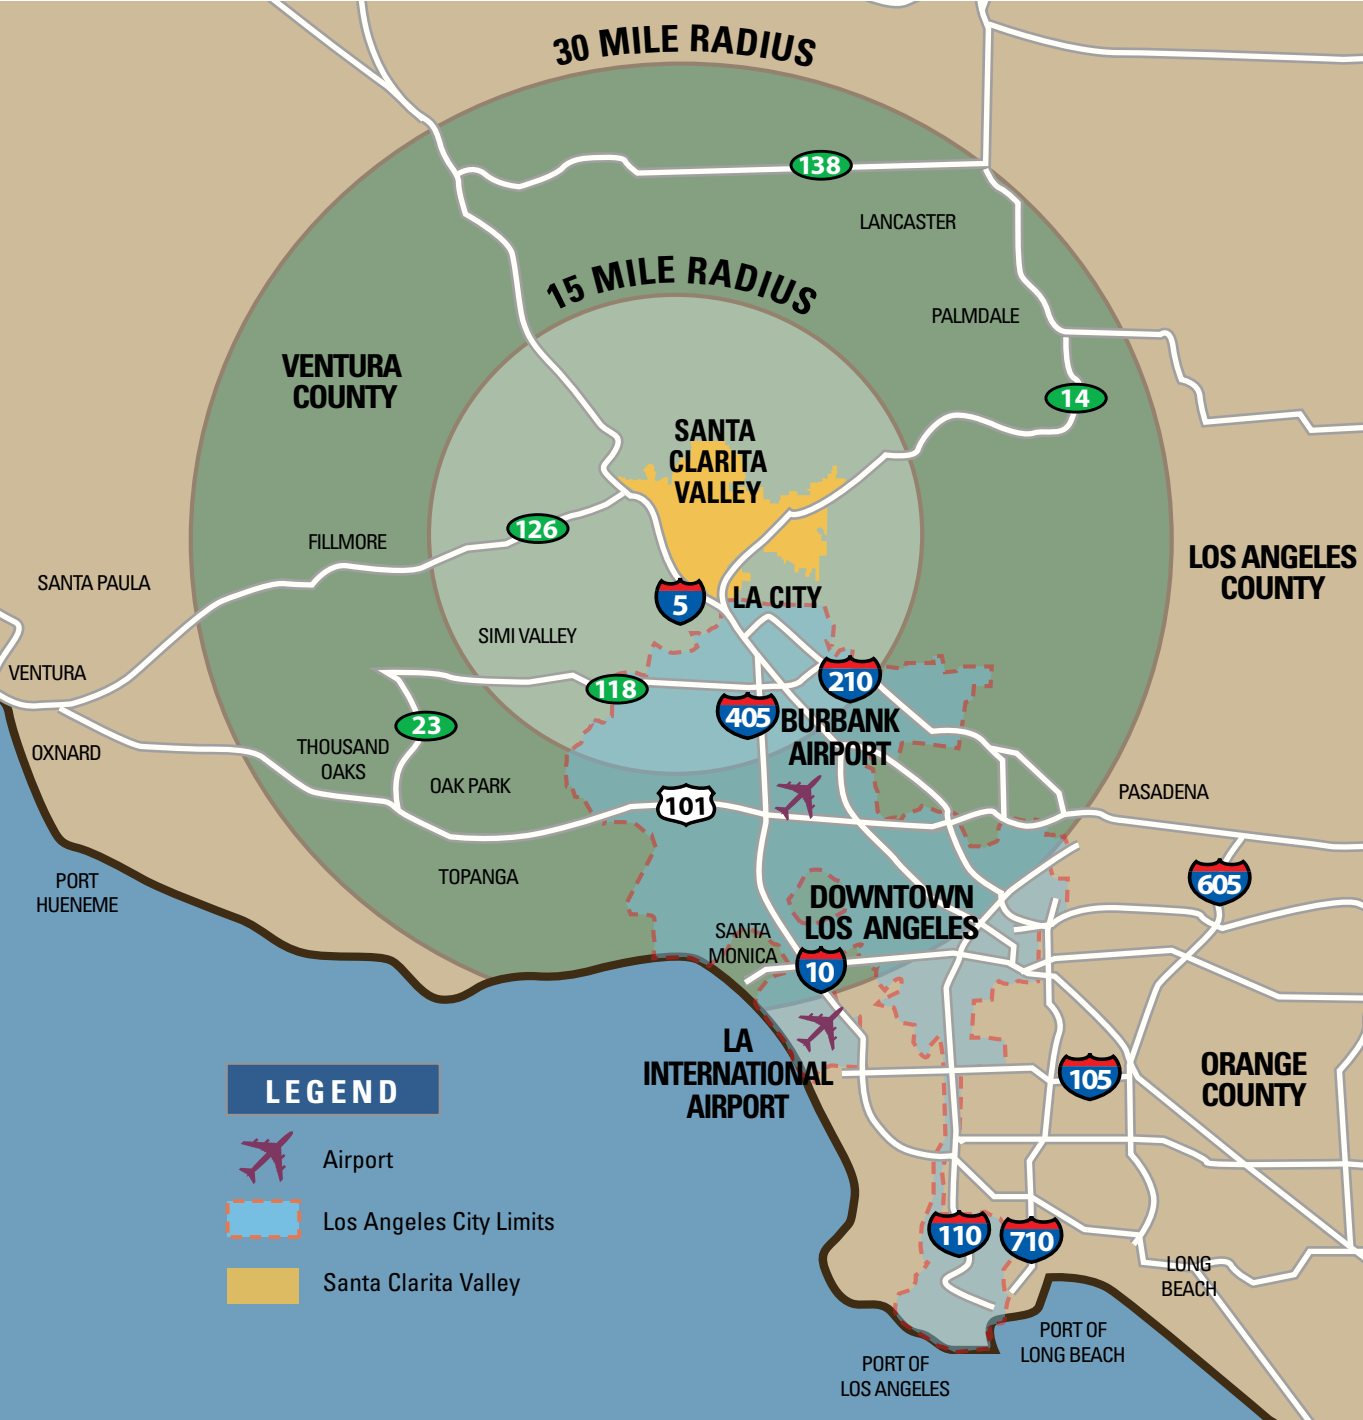 30 MILE RADIUS
138
LANCASTER
15 MILE RADIUS
PALMDALE
VENTURA
COUNTY
14
SANTA
CLARITA
VALLEY
126
FILLMORE
LOS ANGELES
COUNTY
SANTA PAULA
5
LA CITY
SIMI VALLEY
VENTURA
118
210
405
BURBANK
AIRPORT
23
OXNARD
THOUSAND
OAKS
OAK PARK
101
PASADENA
TOPANGA
PORT
HUENEME
605
DOWNTOWN
LOS ANGELES
SANTA
MONICA
10
LA
INTERNATIONAL
AIRPORT
105
ORANGE
COUNTY
LEGEND
Airport
Los Angeles City Limits
Santa Clarita Valley
110
710
LONG
BEACH
PORT OF
LONG BEACH
PORT OF
LOS ANGELES